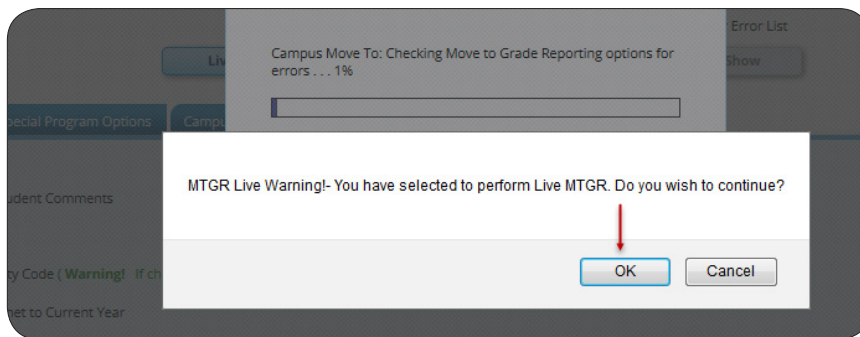 Error List
Liv
Show
Campus Move To: Checking Move to Grade Reporting options for
errors . . . 1%
pecial Program Options
Campu
MTGR Live Warning!- You have selected to perform Live MTGR. Do you wish to continue?
udent Comments
OK
Cancel
ty Code ( Warning! If ch
net to Current Year